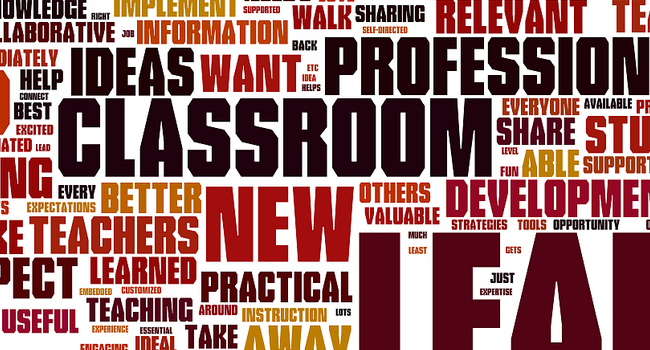 NOWLEDGE RIGHT IMPLEMENT SUPPORTED WALK SHARING RELEVANT TEA
LLABORATIVE JOB INFORMATION SELF-DIRECTED
DIATELY IDEAS WANT BACK ETC IDEA HELPS PROFESSION
HELP
CONNECT
BEST
CLASSROOM EVERYONE AVAILABLE PR
EXCITED
ATED LEAD
SHARE STU
LEVEL
FUN ABLE SUPPORT
NG EVERY BETTER NEW OTHERS DEVELOPMEN
S EXPECTATIONS
VALUABLE
STRATEGIES TOOLS OPPORTUNITY
KE TEACHERS
MUCH
LEAST
GETS
PECT LEARNED
EMBEDDED CUSTOMIZED
PRACTICAL
JUST
EXPERTISE
USEFUL TEACHING AROUND INSTRUCTION LOTS
EXPERIENCE ESSENTIAL TAKE AWAY
ENGAGING IDEAL